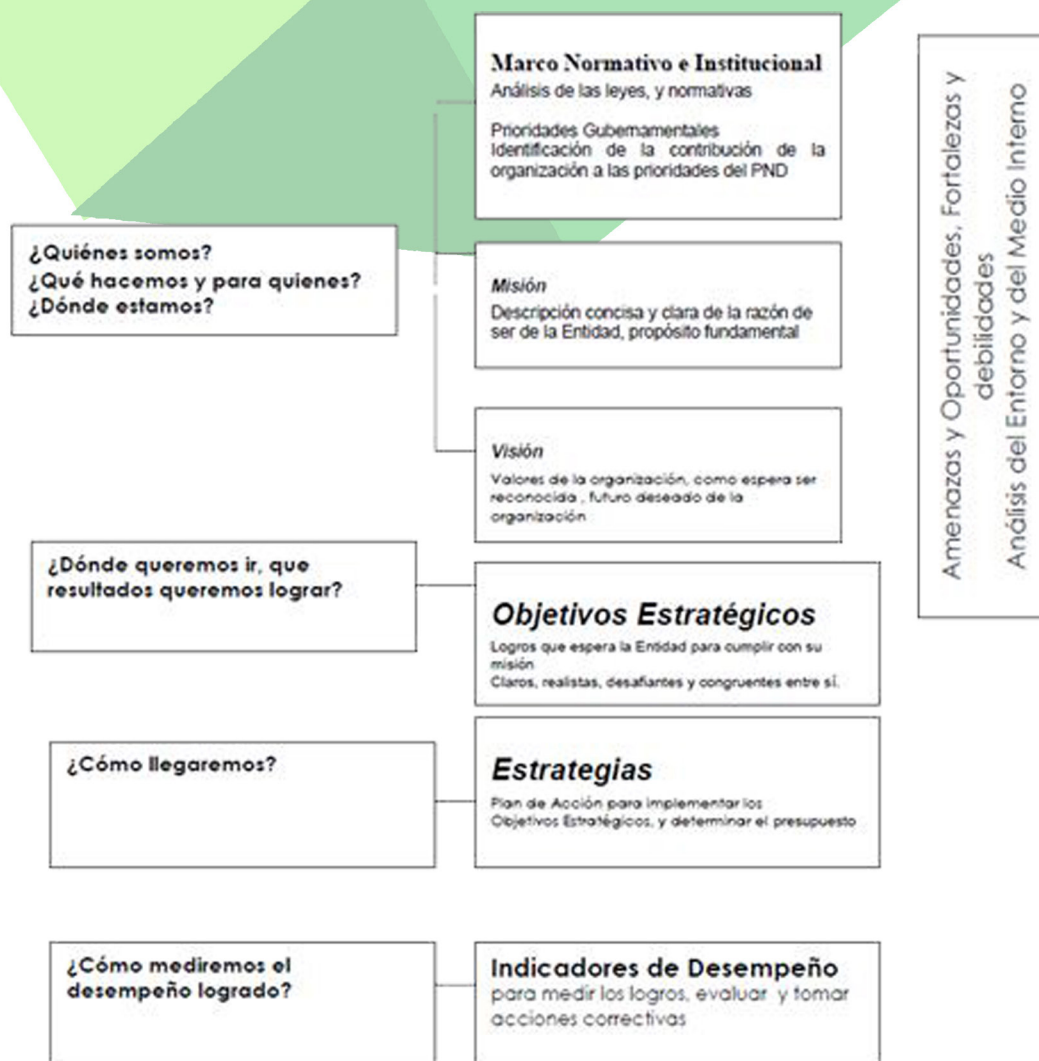 Marco Normativo e Institucional
Análisis de las leyes, y normativas
Prioridades Gubernamentales
Identificación de la contribución de la
organización a las prioridades del PND
¿Quiénes somos?
¿Qué hacemos y para quienes?
¿Dónde estamos?
Misión
Descripción concisa y clara de la razón de
ser de la Entidad, propósito fundamental
Visión
Valores de la organización, como espera ser
reconocida , futuro deseado de la
organización
¿Dónde queremos ir, que
resultados queremos lograr?
Objetivos Estratégicos
Logros que espera la Entidad para cumplir con su
misión
Claros, realistas, desafiantes y congruentes entre sí.
¿Cómo llegaremos?
Estrategias
Plan de Acción para implementar los
Objetivos Estratégicos, y determinar el presupuesto
¿Cómo mediremos el
desempeño logrado?
Indicadores de Desempeño
para medir los logros, evaluar y tomar
acciones correctivas
Amenazas y Oportunidades, Fortalezas y
debilidades
Análisis del Entorno y del Medio Interno